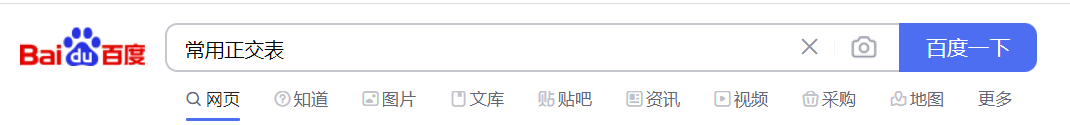 Bai du 百度 常用正交表 百度一下
网页 知道 图片 文库 贴 贴吧 资讯 视频 采购 地图 更多